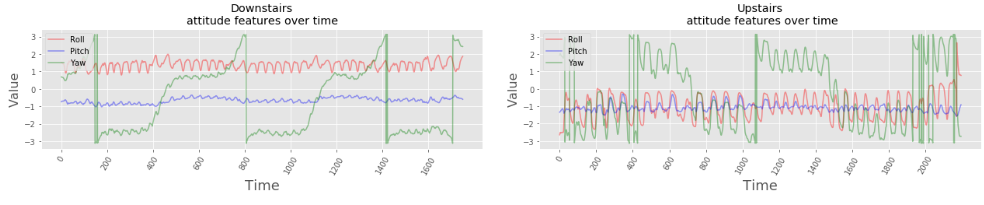 Downstairs
attitude features over time
Value
3
2
1
0
−1
−2
−3
Roll
Pitch
Yaw
0
200
400
600
800
1000
1200
1400
1600
Time
Upstairs
attitude features over time
Value
3
2
1
0
−1
−2
−3
Roll
Pitch
Yaw
0
200
400
600
800
1000
1200
1400
1600
1800
2000
Time